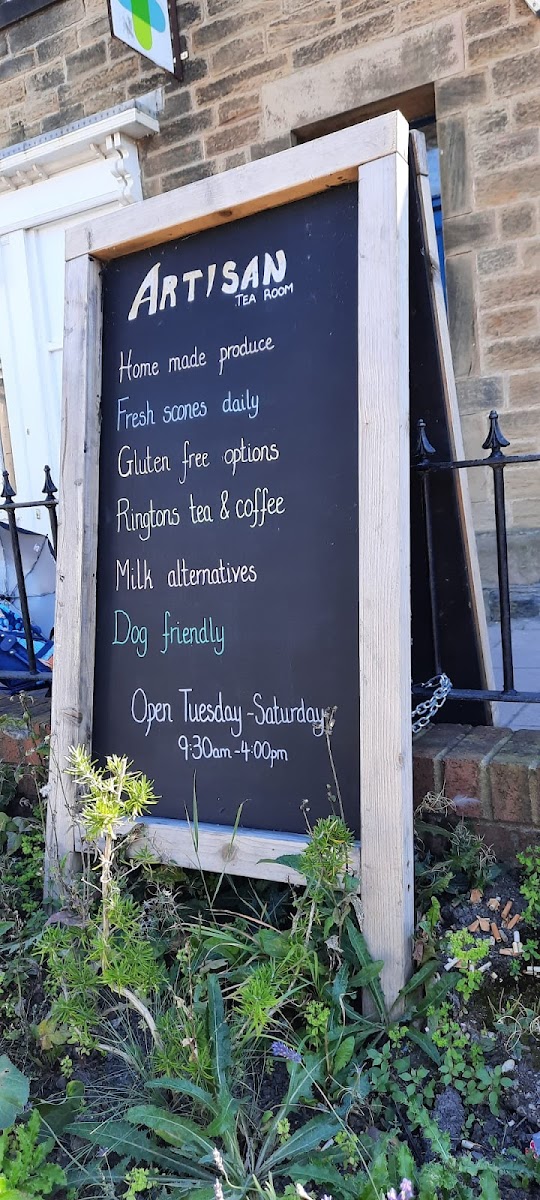 ARTISAN
TEA ROOM
Home made produce
Fresh scones daily
Gluten free options
Ringtons tea & coffee
Milk alternatives
Dog friendly
Open Tuesday - Saturday
9:30am - 4:00pm